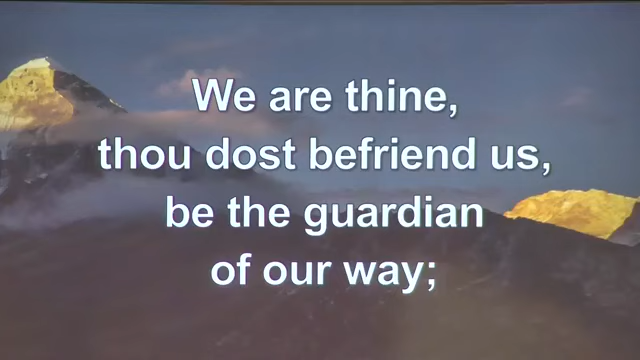 We are thine,
thou dost befriend us,
be the guardian
of our way;